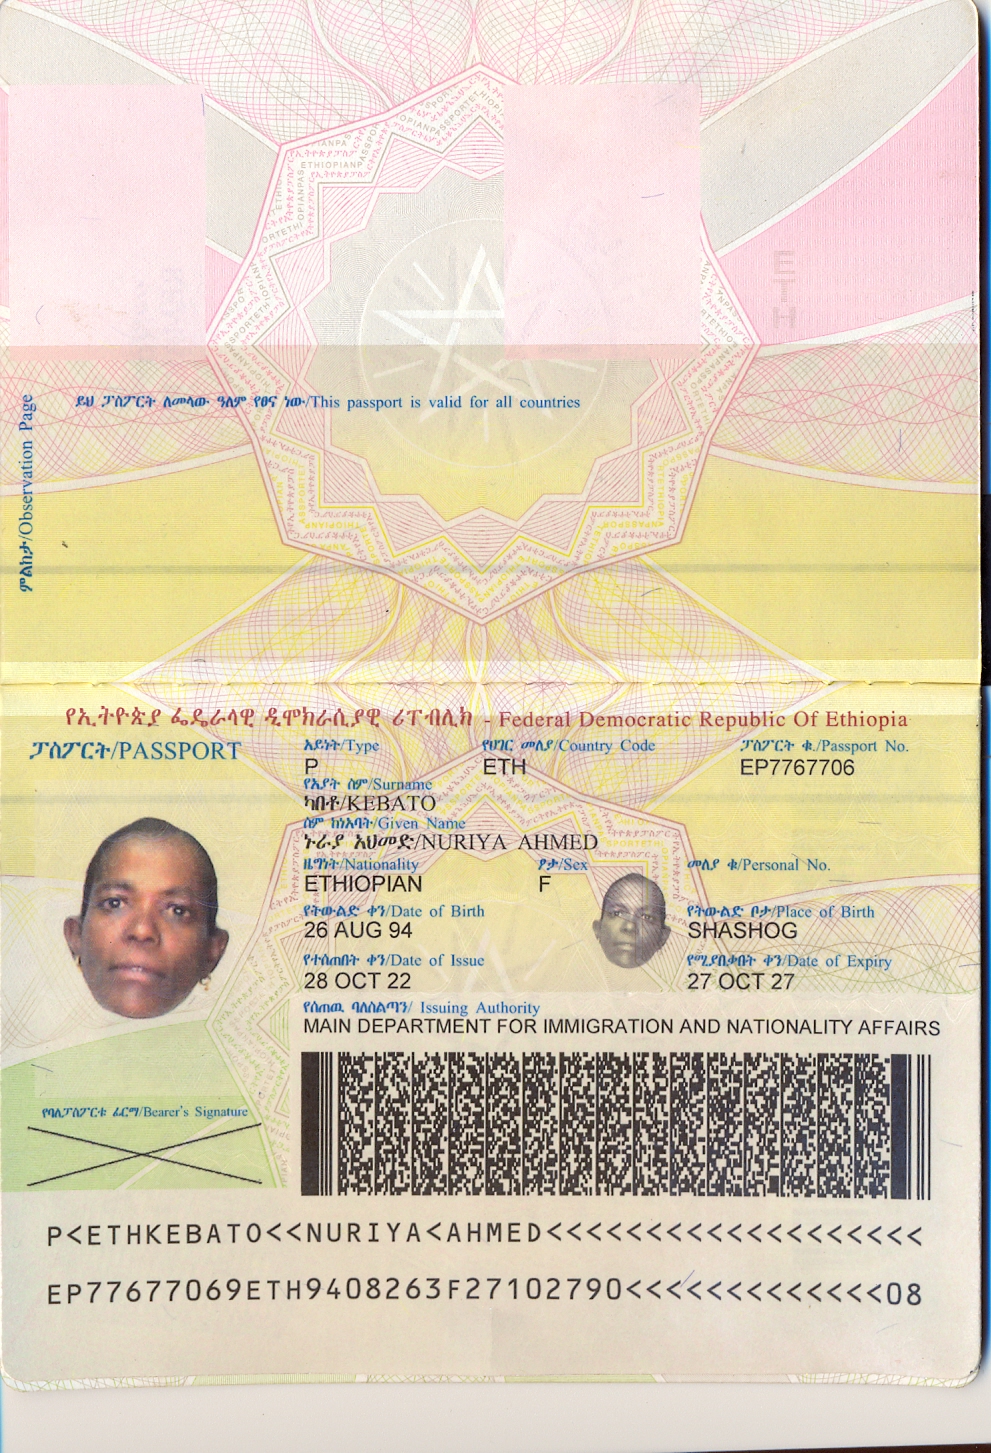 ይህ ፓስፖርት ለመላው ዓለም የፀና ነው/This passport is valid for all countries
ምልከታ/Observation Page
የኢትዮጵያ ፌዴራላዊ ዲሞክራሲያዊ ሪፐብሊክ - Federal Democratic Republic Of Ethiopia
ፓስፖርት/PASSPORT
አይነት/Type የሀገር መለያ/Country Code ፓስፖርት ቁ./Passport No.
P ETH EP7767706
የአያት ስም/Surname
ካበቶ/KEBATO
ስም ከነአባት/Given Name
ኑሪያ አህመድ/NURIYA AHMED
ዜግነት/Nationality ፆታ/Sex መለያ ቁ/Personal No.
ETHIOPIAN F
የትውልድ ቀን/Date of Birth የትውልድ ቦታ/Place of Birth
26 AUG 94 SHASHOG
የተሰጠበት ቀን/Date of Issue የሚያበቃበት ቀን/Date of Expiry
28 OCT 22 27 OCT 27
የሰጠዉ ባለስልጣን/ Issuing Authority
MAIN DEPARTMENT FOR IMMIGRATION AND NATIONALITY AFFAIRS
የባለፓስፖርቱ ፊርማ/Bearer's Signature
P<ETHKEBATO<<NURIYA<AHMED<<<<<<<<<<<<<<<<<<<
EP77677069ETH9408263F27102790<<<<<<<<<<<<<08